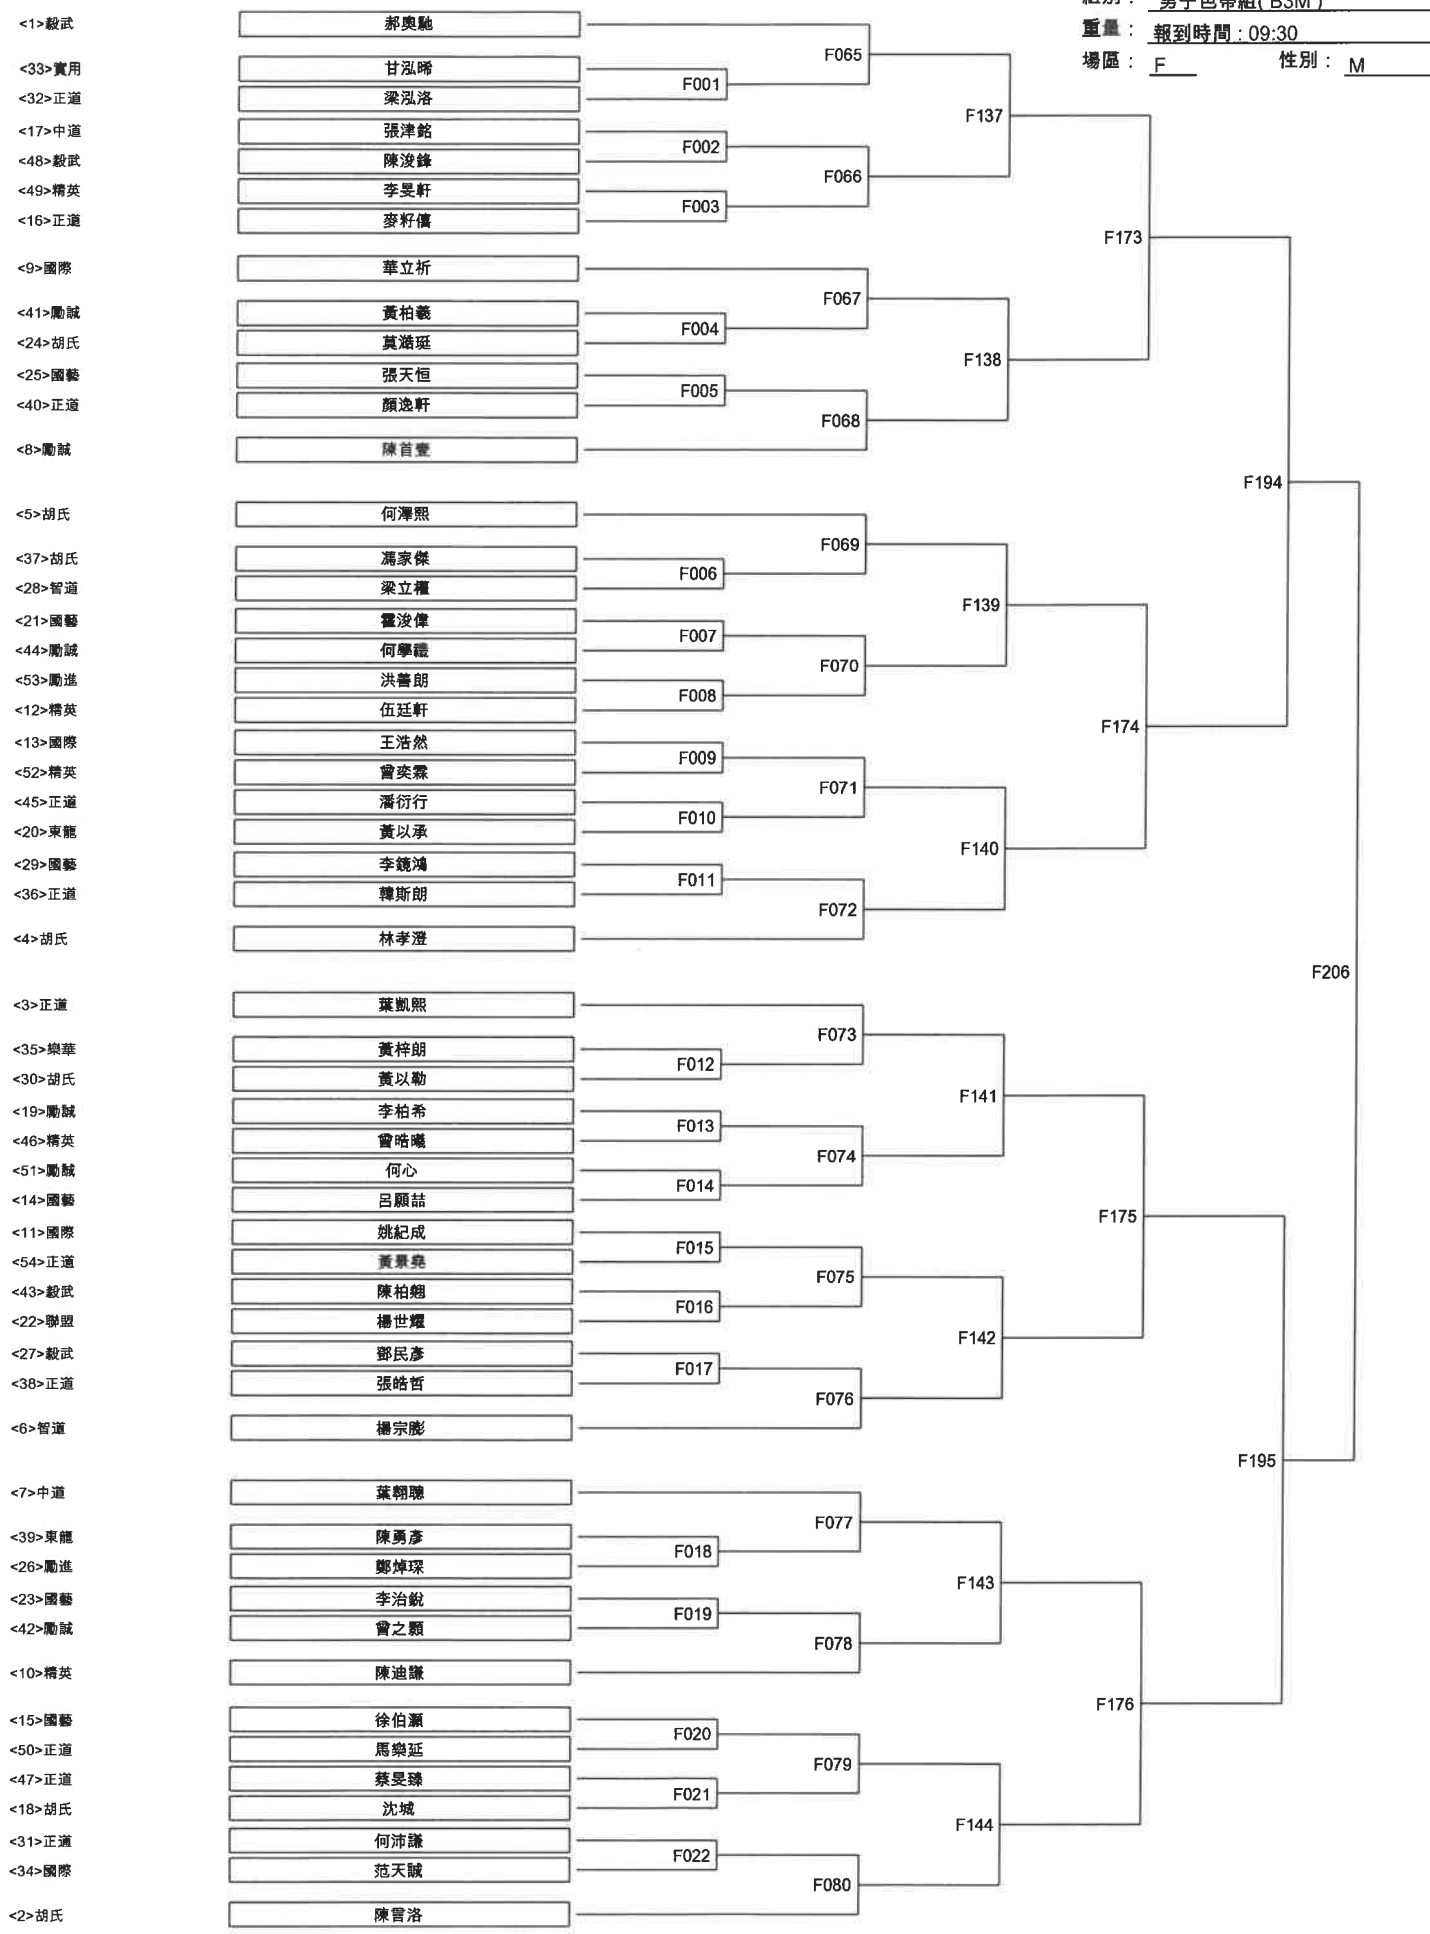 組別： 男子色帶組( B3M )
重量： 報到時間 : 09:30
場區： F 性別： M
<1>毅武 郝奧馳
F065
<33>實用 甘泓晞
F001
<32>正道 梁泓洛
F137
<17>中道 張津銘
F002
<48>毅武 陳浚鋒
F066
<49>精英 李旻軒
F003
<16>正道 麥籽僖
F173
<9>國際 華立祈
F067
<41>勵誠 黃柏羲
F004
<24>胡氏 莫澔珽
F138
<25>國藝 張天恒
F005
<40>正道 顏逸軒
F068
<8>勵誠 陳首壹
F194
<5>胡氏 何澤熙
F069
<37>胡氏 馮家傑
F006
<28>智道 梁立權
F139
<21>國藝 霍浚偉
F007
<44>勵誠 何學禮
F070
<53>勵進 洪善朗
F008
<12>精英 伍廷軒
F174
<13>國際 王浩然
F009
<52>精英 曾奕霖
F071
<45>正道 潘衍行
F010
<20>東龍 黃以承
F140
<29>國藝 李鏡鴻
F011
<36>正道 韓斯朗
F072
<4>胡氏 林孝澄
F206
<3>正道 葉凱熙
F073
<35>樂華 黃梓朗
F012
<30>胡氏 黃以勒
F141
<19>勵誠 李柏希
F013
<46>精英 曾晧曦
F074
<51>勵誠 何心
F014
<14>國藝 呂願喆
F175
<11>國際 姚紀成
F015
<54>正道 黃景堯
F075
<43>毅武 陳柏翹
F016
<22>聯盟 楊世耀
F142
<27>毅武 鄧民彥
F017
<38>正道 張皓哲
F076
<6>智道 楊宗膨
F195
<7>中道 葉翱聰
F077
<39>東龍 陳勇彥
F018
<26>勵進 鄭焯琛
F143
<23>國藝 李治銳
F019
<42>勵誠 曾之顥
F078
<10>精英 陳迪謙
F176
<15>國藝 徐伯灝
F020
<50>正道 馬樂延
F079
<47>正道 蔡旻臻
F021
<18>胡氏 沈城
F144
<31>正道 何沛謙
F022
<34>國際 范天誠
F080
<2>胡氏 陳晉洛